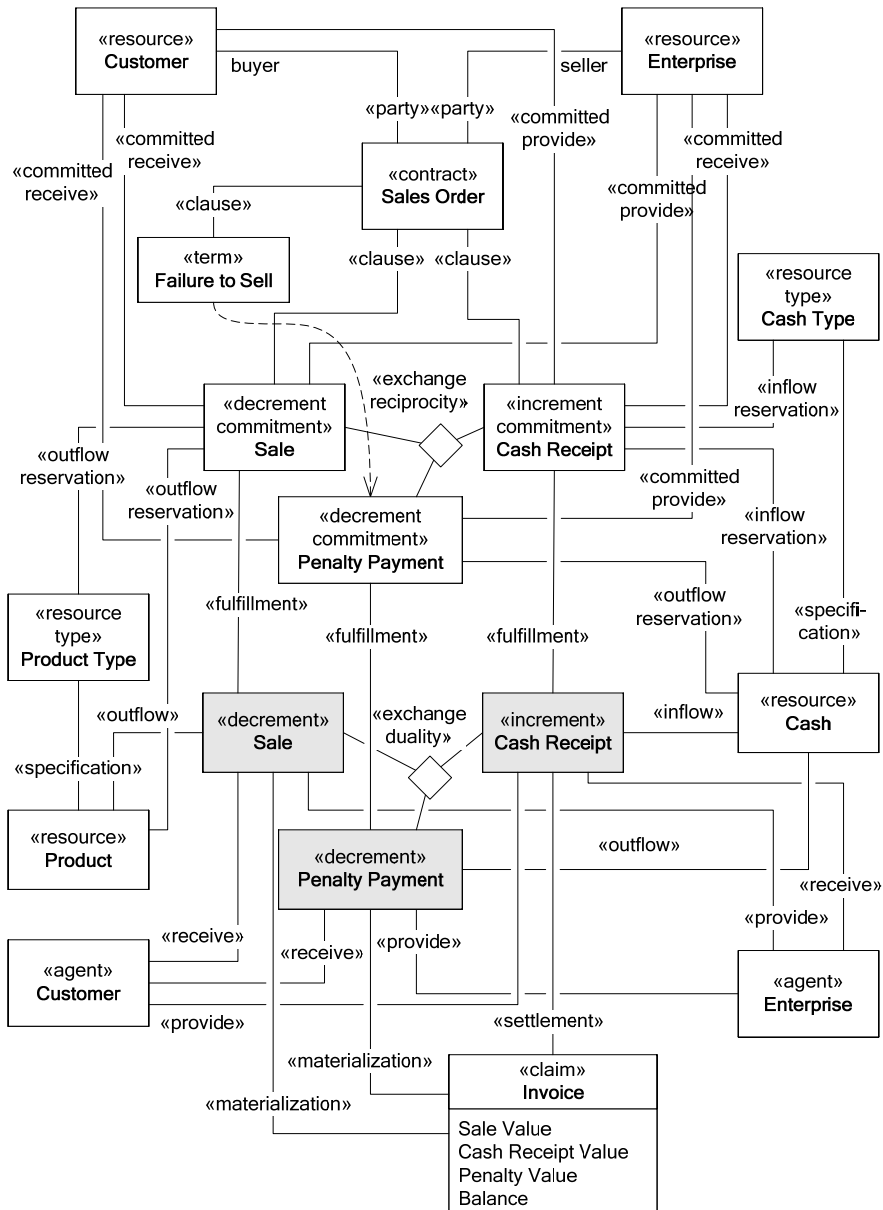 «resource»
Customer
«resource»
Enterprise
buyer
seller
«party»
«party»
«committed
provide»
«committed
receive»
«committed
receive»
«committed
receive»
«committed
provide»
«contract»
Sales Order
«clause»
«term»
Failure to Sell
«clause»
«clause»
«resource
type»
Cash Type
«exchange
reciprocity»
«inflow
reservation»
«decrement
commitment»
Sale
«increment
commitment»
Cash Receipt
«outflow
reservation»
«outflow
reservation»
«committed
provide»
«decrement
commitment»
Penalty Payment
«inflow
reservation»
«outflow
reservation»
«resource
type»
Product Type
«fulfillment»
«fulfillment»
«fulfillment»
«specifi-
cation»
«outflow»
«decrement»
Sale
«exchange
duality»
«increment»
Cash Receipt
«inflow»
«resource»
Cash
«specification»
«resource»
Product
«decrement»
Penalty Payment
«outflow»
«receive»
«provide»
«receive»
«receive»
«provide»
«agent»
Customer
«agent»
Enterprise
«provide»
«settlement»
«materialization»
«materialization»
«claim»
Invoice
Sale Value
Cash Receipt Value
Penalty Value
Balance